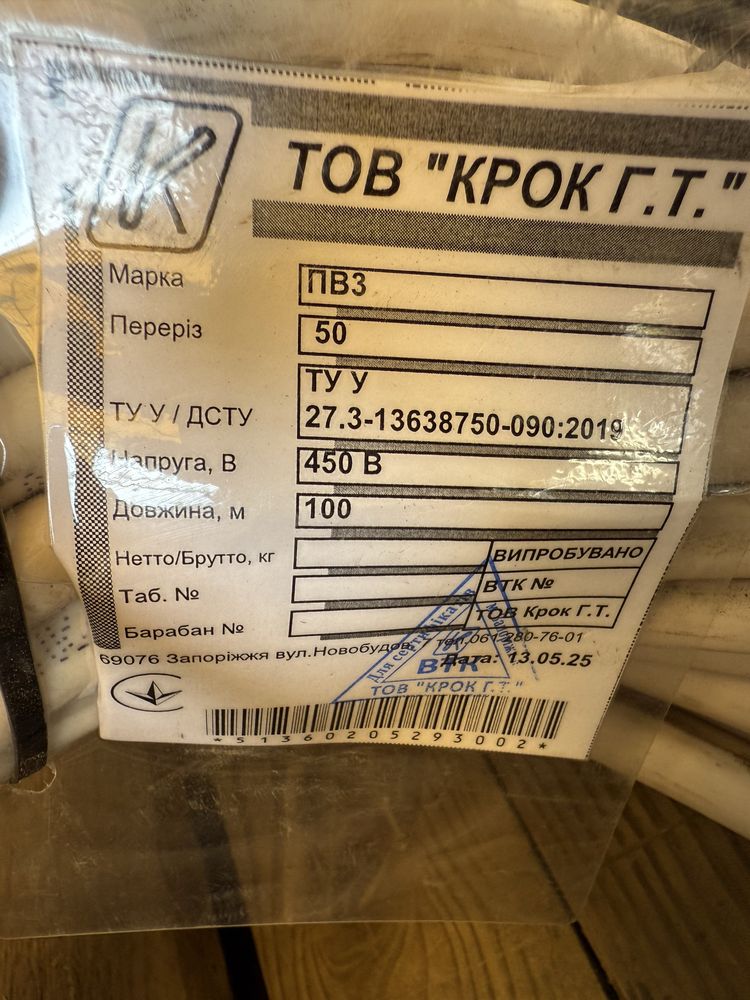 ТОВ "КРОК Г.Т."
Марка ПВ3
Переріз 50
ТУ У / ДСТУ ТУ У
27.3-13638750-090:2019
Напруга, В 450 В
Довжина, м 100
Нетто/Брутто, кг ВИПРОБУВАНО
Таб. № ВТК №
Барабан № ТОВ Крок Г.Т.
69076 Запоріжжя вул.Новобудов тел.061 280-76-01
Дата: 13.05.25
Для
ВТК
ТОВ "КРОК Г.Т."
*51360205293002*